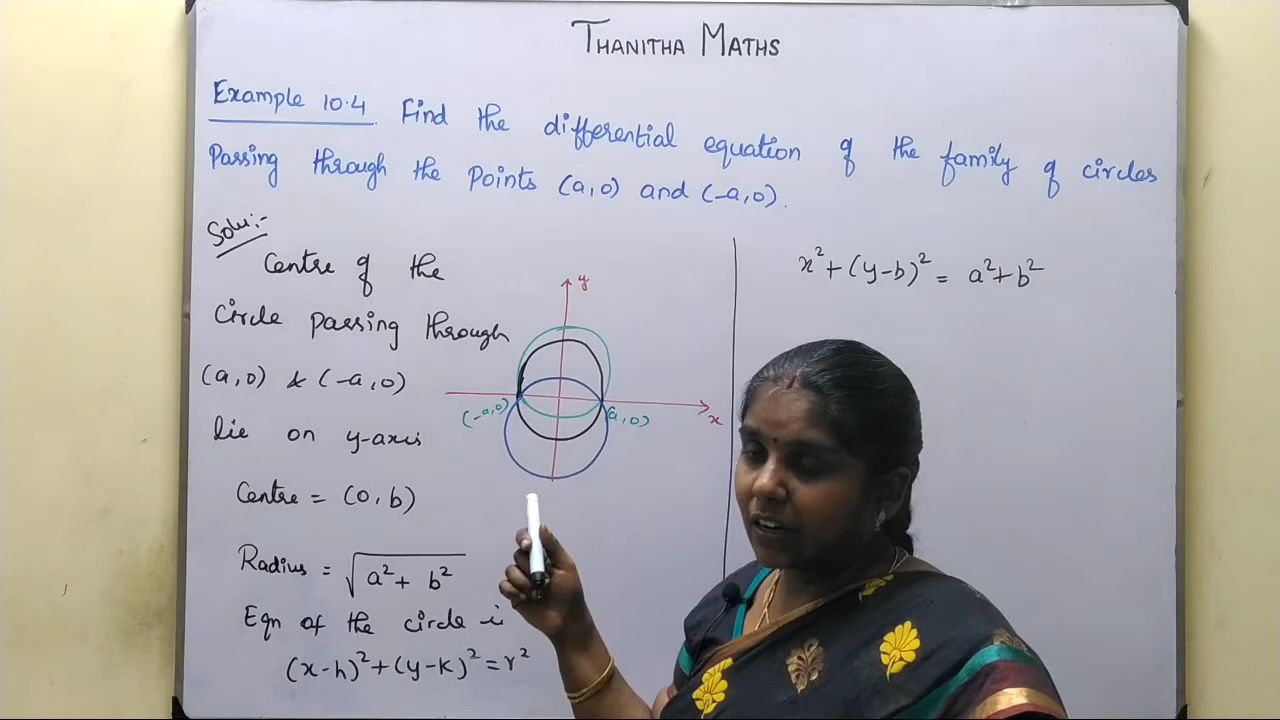 THANITHA MATHS
Example 10.4 Find the differential equation of the family of circles
Passing through the Points (a,0) and (-a,0).
Solu:-
Centre of the
Circle passing through
(a,0) & (-a,0)
lie on y-axis
Centre = (0,b)
Radius = √(a²+ b²)
Eqn of the circle is
(x-h)²+(y-k)²=r²
y
(-a,0)
(a,0)
x
x²+(y-b)² = a²+b²